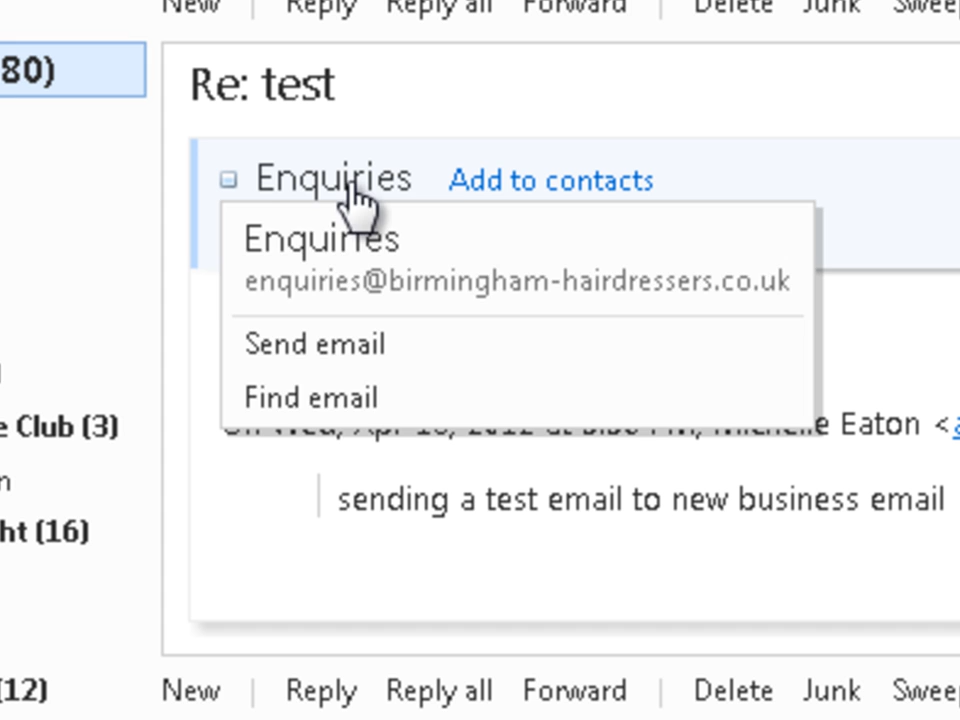 New | Reply Reply all Forward | Delete Junk
80)
Re: test
Enquiries Add to contacts
Enquiries
enquiries@birmingham-hairdressers.co.uk
Send email
Find email
e Club (3)
Eaton <
sending a test email to new business email
ht (16)
(12)
New | Reply Reply all Forward | Delete Junk